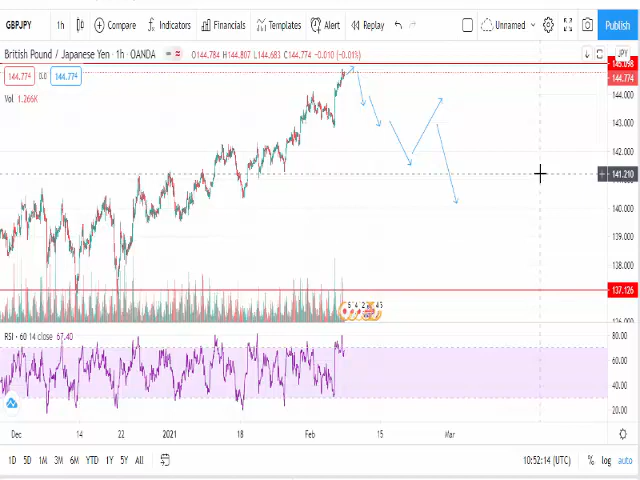 GBPJPY 1h Compare Indicators Financials Templates Alert Replay Unnamed Publish
British Pound / Japanese Yen · 1h · OANDA O144.784 H144.807 L144.683 C144.774 -0.010 (-0.01%) JPY
145.098
144.774 0.0 144.774 144.774
Vol 1.266K
144.000
143.000
142.000
141.210
140.000
139.000
138.000
137.126
136.000
RSI · 60 14 close 67.40 80.00
60.00
40.00
20.00
Dec 14 22 2021 18 Feb 15 Mar
1D 5D 1M 3M 6M YTD 1Y 5Y All 10:52:14 (UTC) % log auto